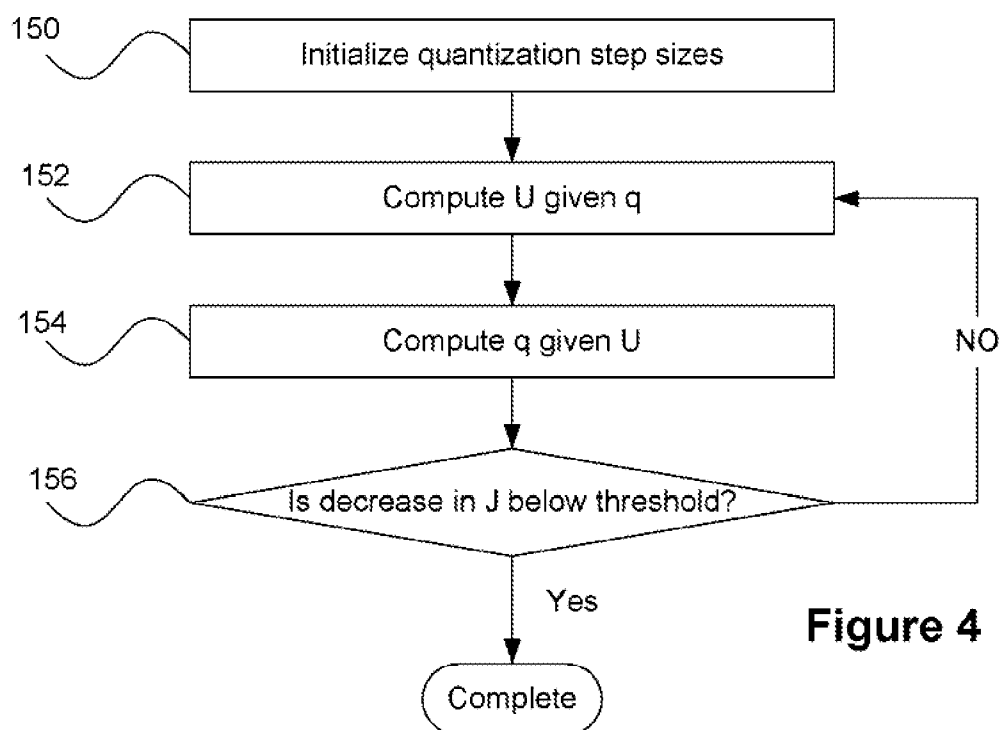 150
Initialize quantization step sizes
152
Compute U given q
154
Compute q given U
NO
156
Is decrease in J below threshold?
Yes
Figure 4
Complete